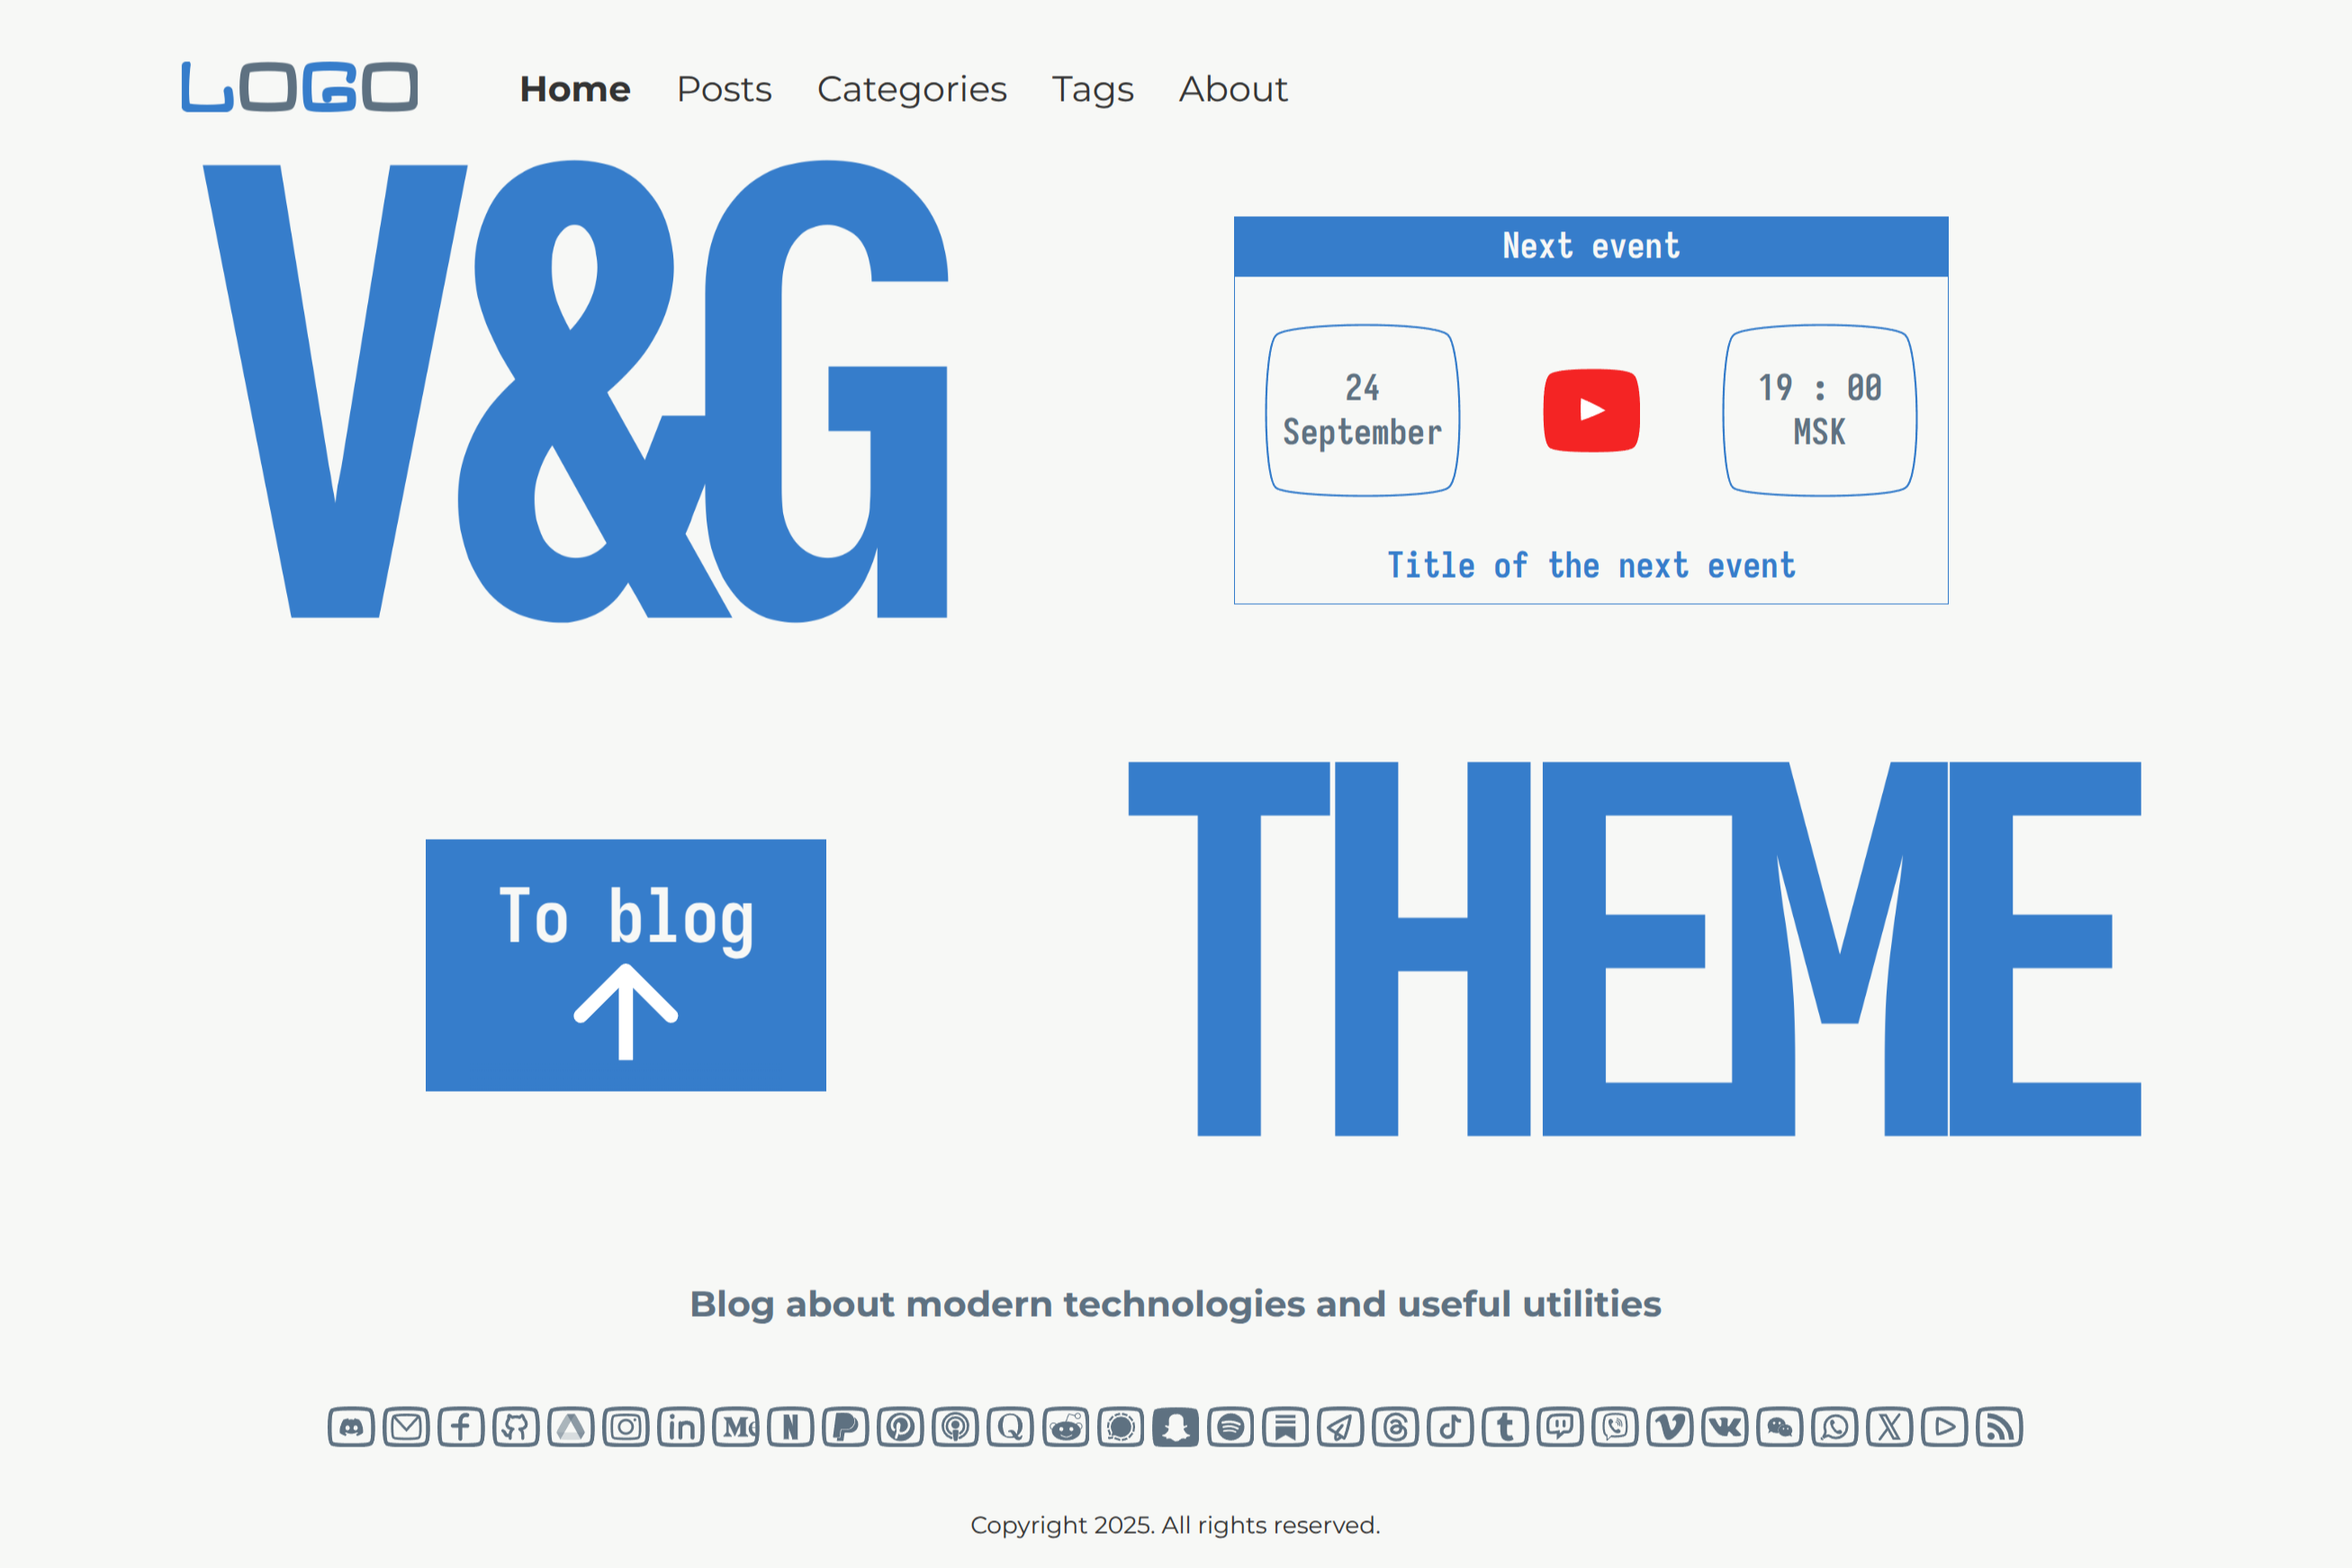 LOGO
Home Posts Categories Tags About
V&G
Next event
24
September
19 : 00
MSK
Title of the next event
To blog
THEME
Blog about modern technologies and useful utilities
Copyright 2025. All rights reserved.